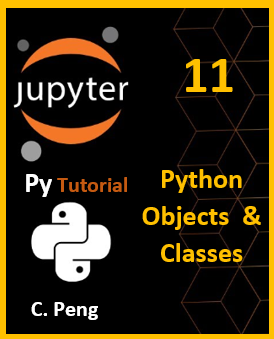 jupyter
11
Py Tutorial
Python
Objects &
Classes
C. Peng